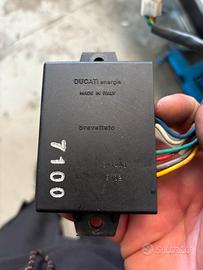 DUCATI energia
MADE IN ITALY
brevettato
7100